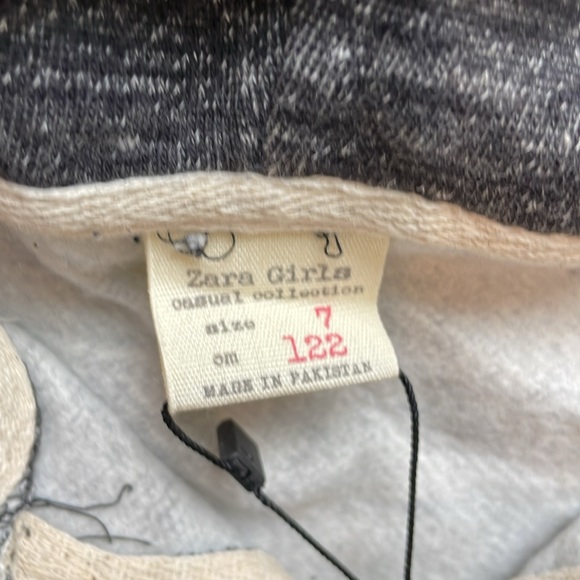 Zara Girls
casual collection
size 7
cm 122
MADE IN PAKISTAN